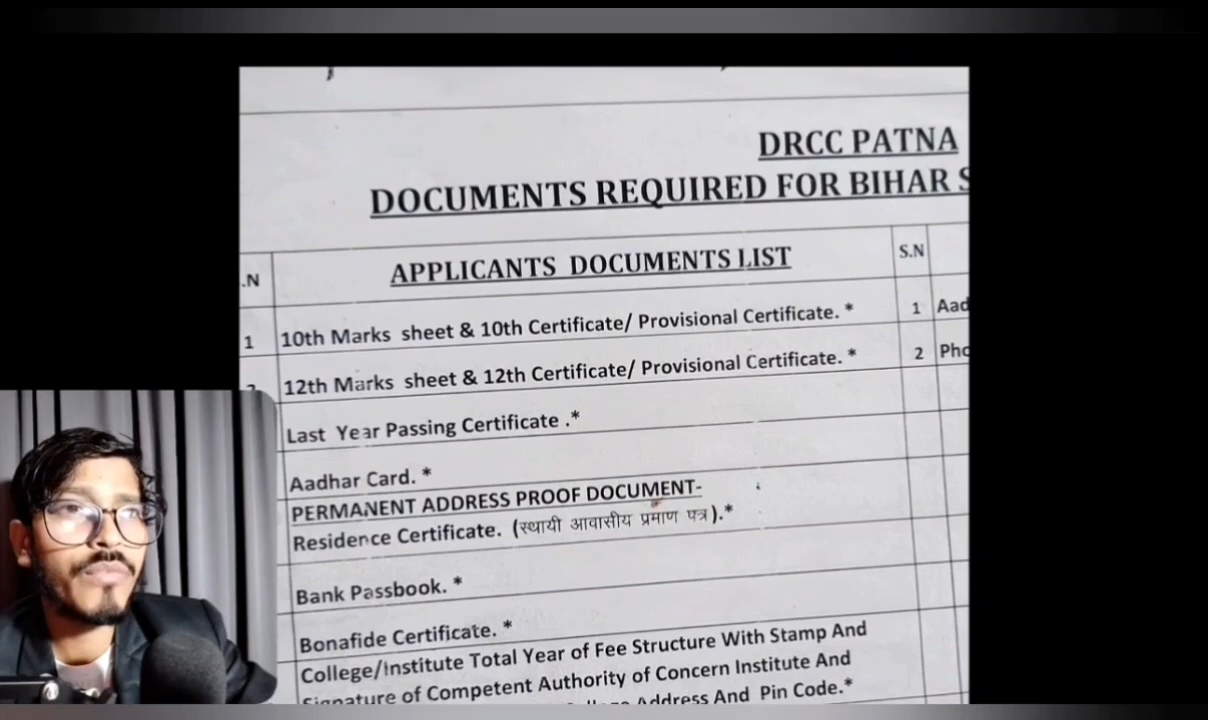 DRCC PATNA
DOCUMENTS REQUIRED FOR BIHAR S
.N APPLICANTS DOCUMENTS LIST S.N
1 10th Marks sheet & 10th Certificate/ Provisional Certificate. * 1 Aad
12th Marks sheet & 12th Certificate/ Provisional Certificate. * 2 Pho
Last Year Passing Certificate .*
Aadhar Card. *
PERMANENT ADDRESS PROOF DOCUMENT-
Residence Certificate. (स्थायी आवासीय प्रमाण पत्र).*
Bank Passbook. *
Bonafide Certificate. *
College/Institute Total Year of Fee Structure With Stamp And
Signature of Competent Authority of Concern Institute And
Address And Pin Code.*